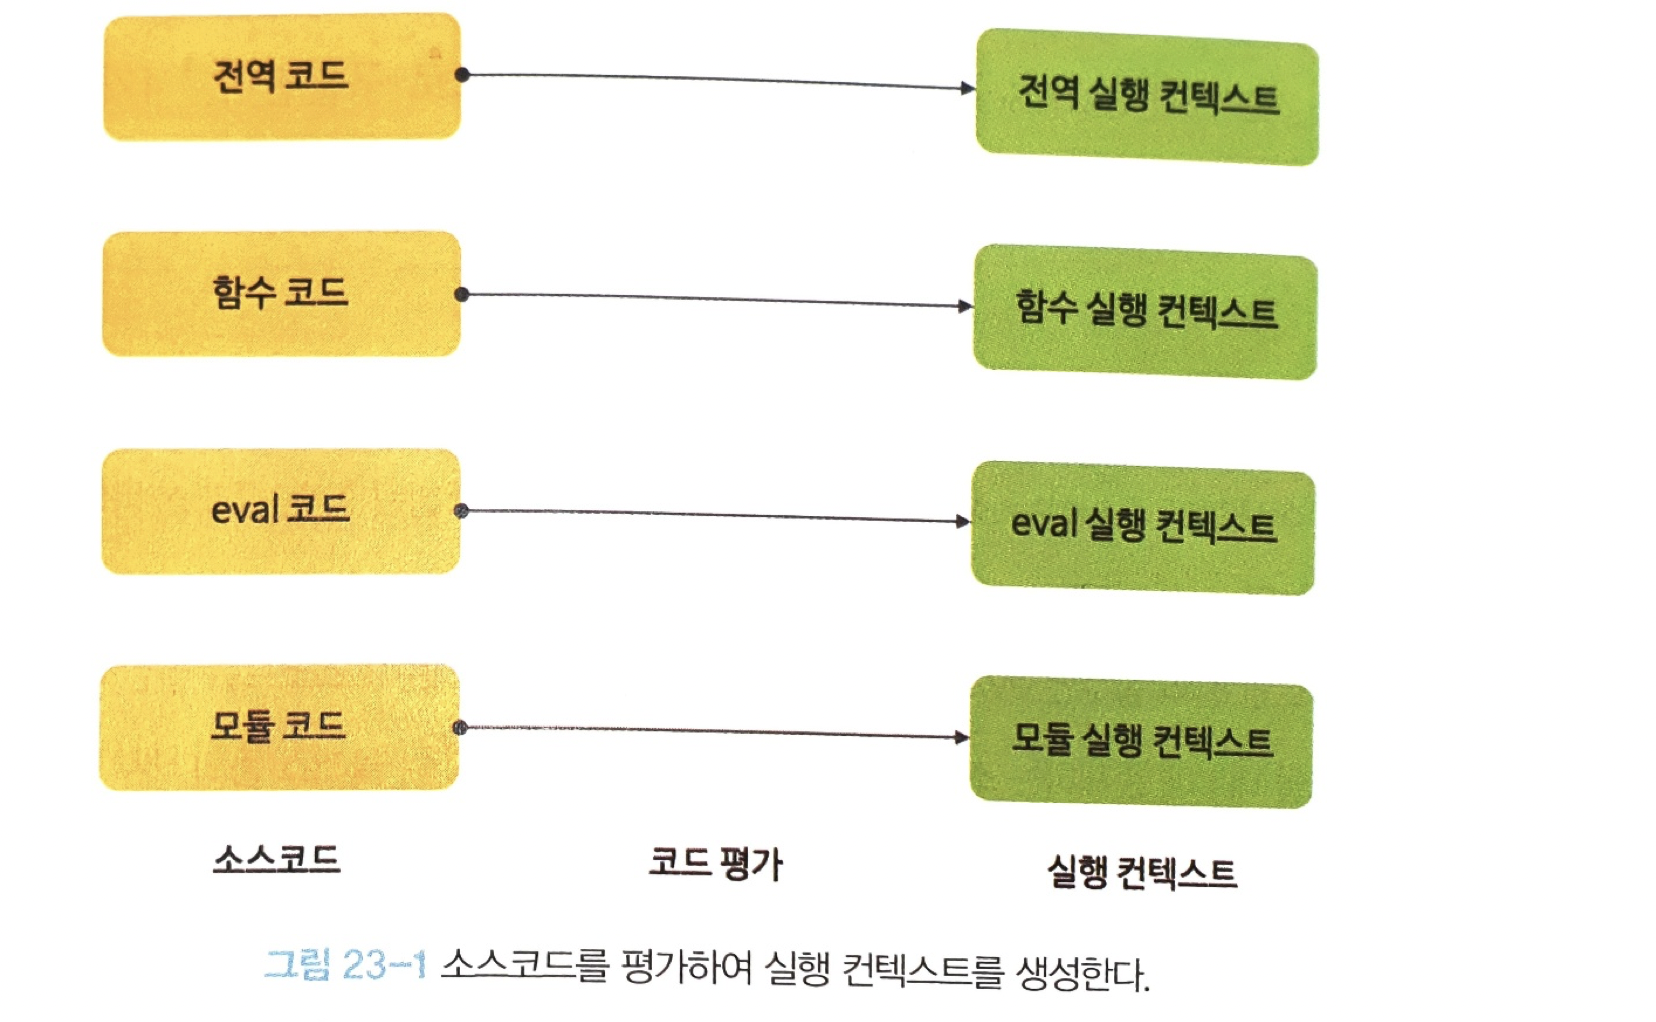 전역 코드
전역 실행 컨텍스트
함수 코드
함수 실행 컨텍스트
eval 코드
eval 실행 컨텍스트
모듈 코드
모듈 실행 컨텍스트
소스코드
코드 평가
실행 컨텍스트
그림 23-1 소스코드를 평가하여 실행 컨텍스트를 생성한다.